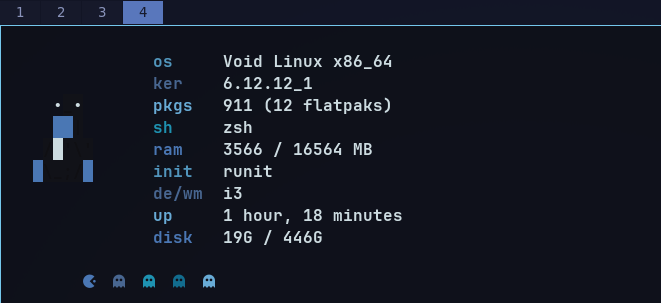 1 2 3 4
os Void Linux x86_64
ker 6.12.12_1
pkgs 911 (12 flatpaks)
sh zsh
ram 3566 / 16564 MB
init runit
de/wm i3
up 1 hour, 18 minutes
disk 19G / 446G